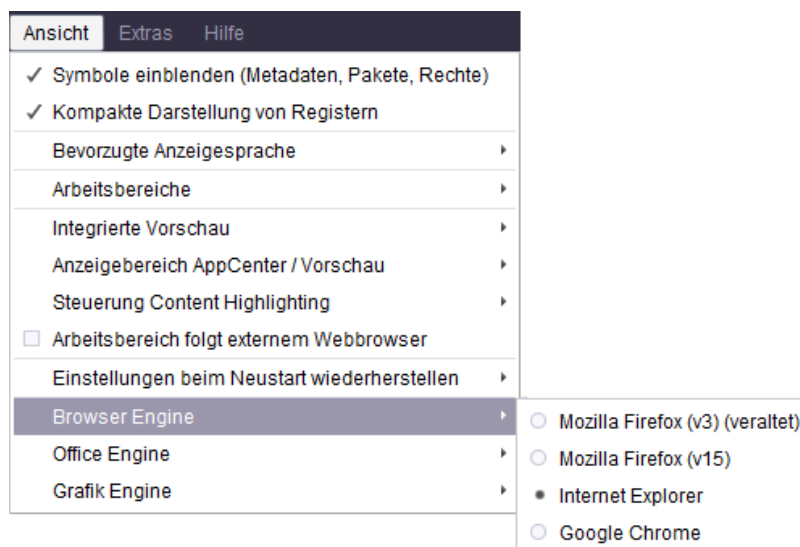 Ansicht Extras Hilfe
Symbole einblenden (Metadaten, Pakete, Rechte)
Kompakte Darstellung von Registern
Bevorzugte Anzeigesprache
Arbeitsbereiche
Integrierte Vorschau
Anzeigebereich AppCenter / Vorschau
Steuerung Content Highlighting
Arbeitsbereich folgt externem Webbrowser
Einstellungen beim Neustart wiederherstellen
Browser Engine
Office Engine
Grafik Engine
Mozilla Firefox (v3) (veraltet)
Mozilla Firefox (v15)
Internet Explorer
Google Chrome